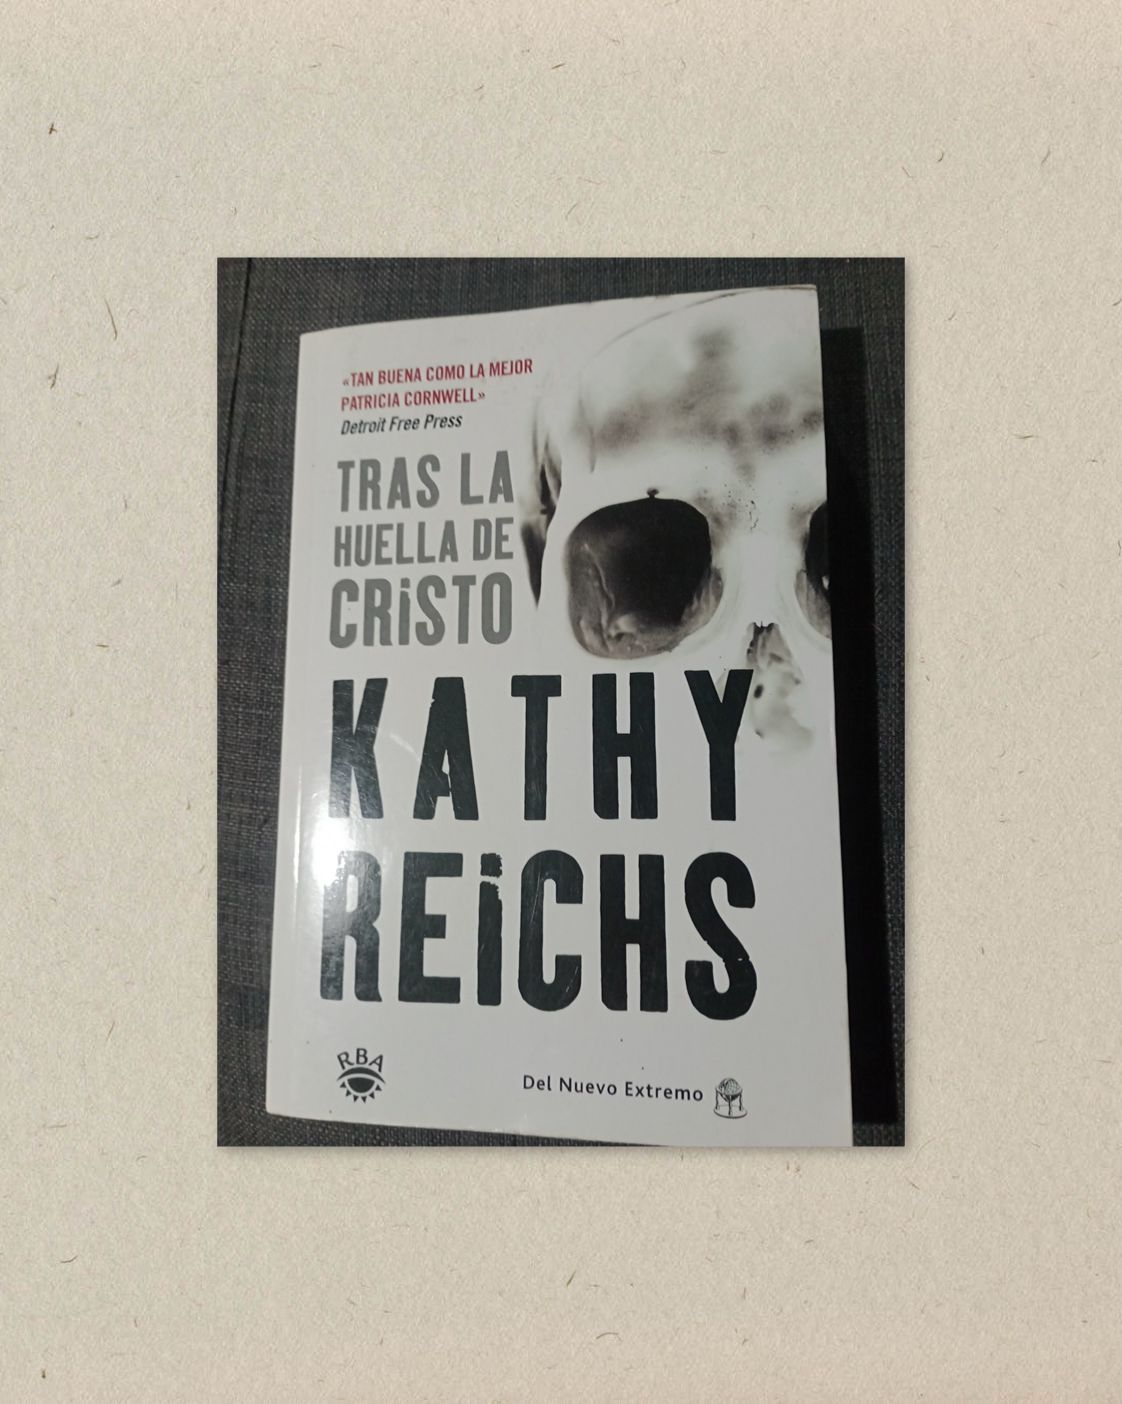 «TAN BUENA COMO LA MEJOR
PATRICIA CORNWELL»
Detroit Free Press
TRAS LA
HUELLA DE
CRiSTO
KATHY
REiCHS
RBA
Del Nuevo Extremo